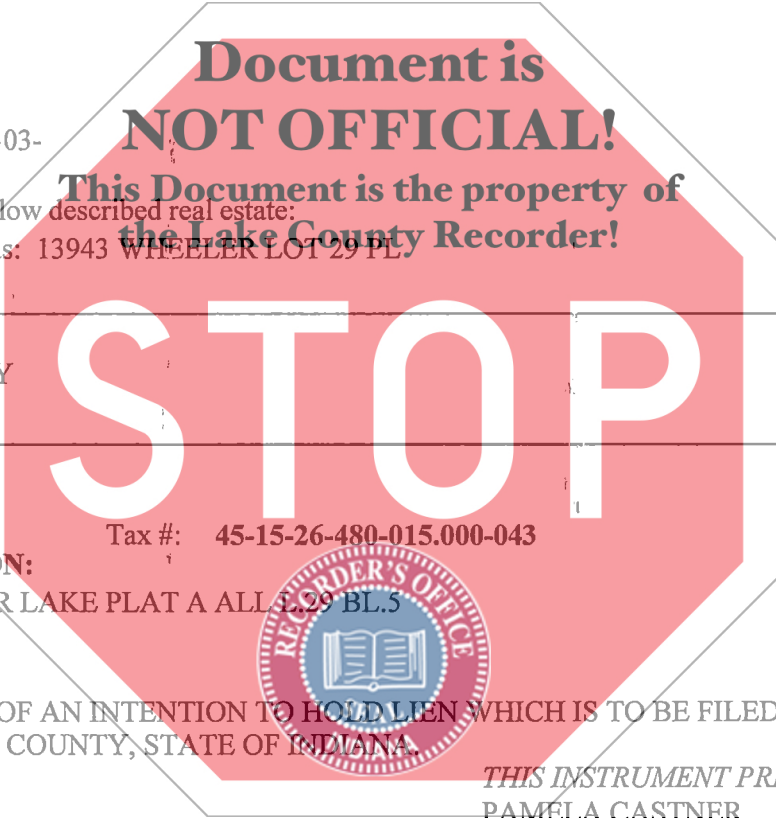 Document is
NOT OFFICIAL!
-03-
This Document is the property of
low described real estate:
the Lake County Recorder!
s: 13943 WHEELER LOT 29 PL
STOP
Y
Tax #: 45-15-26-480-015.000-043
N:
R LAKE PLAT A ALL L.29 BL.5
RECORDER'S OFFICE
INDIANA
OF AN INTENTION TO HOLD LIEN WHICH IS TO BE FILED
COUNTY, STATE OF INDIANA.
THIS INSTRUMENT PR
PAMELA CASTNER